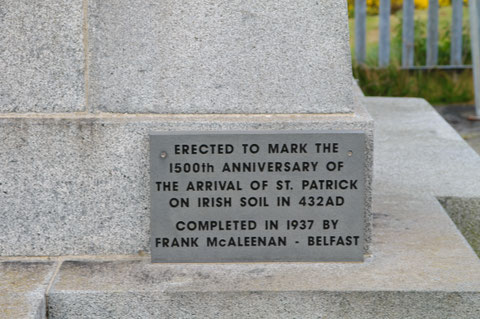 ERECTED TO MARK THE
1500th ANNIVERSARY OF
THE ARRIVAL OF ST. PATRICK
ON IRISH SOIL IN 432AD
COMPLETED IN 1937 BY
FRANK McALEENAN - BELFAST